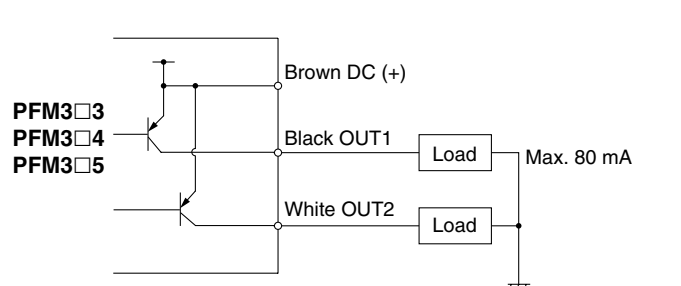 Brown DC (+)
PFM3□3
PFM3□4
PFM3□5
Black OUT1
Load
Max. 80 mA
White OUT2
Load